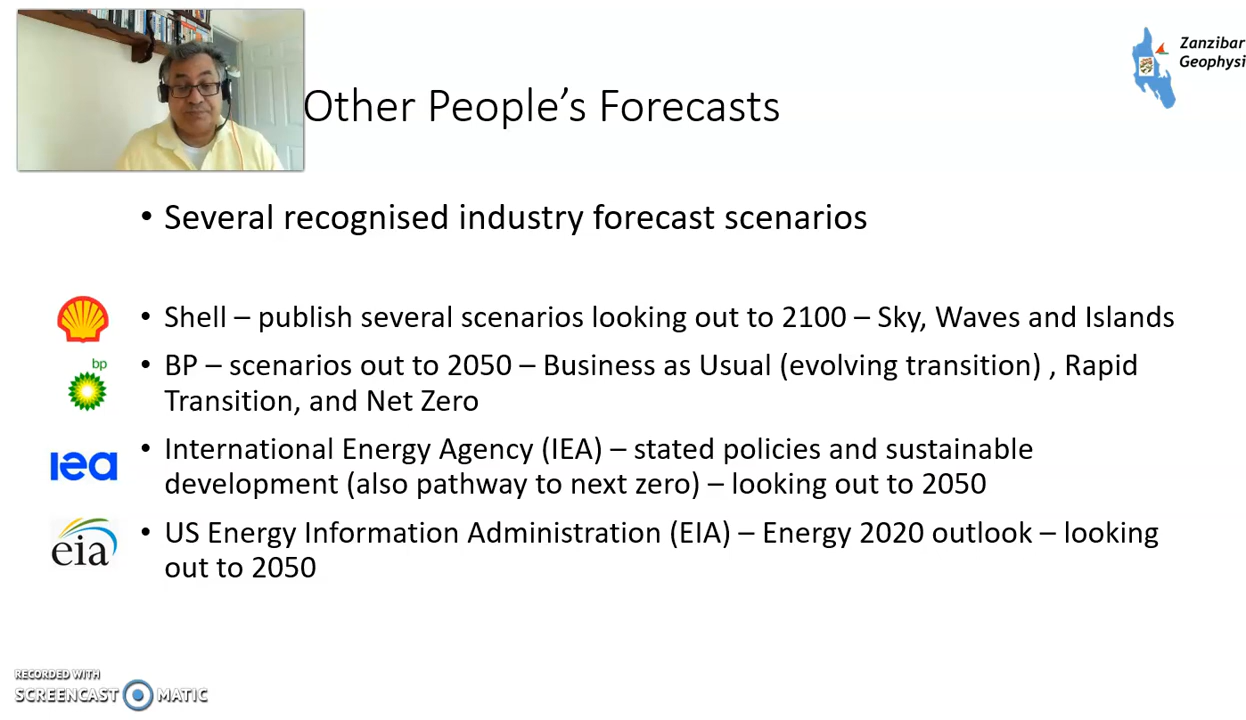 Zanzibar
Geophysi
Other People's Forecasts
• Several recognised industry forecast scenarios
• Shell – publish several scenarios looking out to 2100 – Sky, Waves and Islands
bp
• BP – scenarios out to 2050 – Business as Usual (evolving transition) , Rapid
Transition, and Net Zero
iea
• International Energy Agency (IEA) – stated policies and sustainable
development (also pathway to next zero) – looking out to 2050
eia
• US Energy Information Administration (EIA) – Energy 2020 outlook – looking
out to 2050
RECORDED WITH
SCREENCAST MATIC